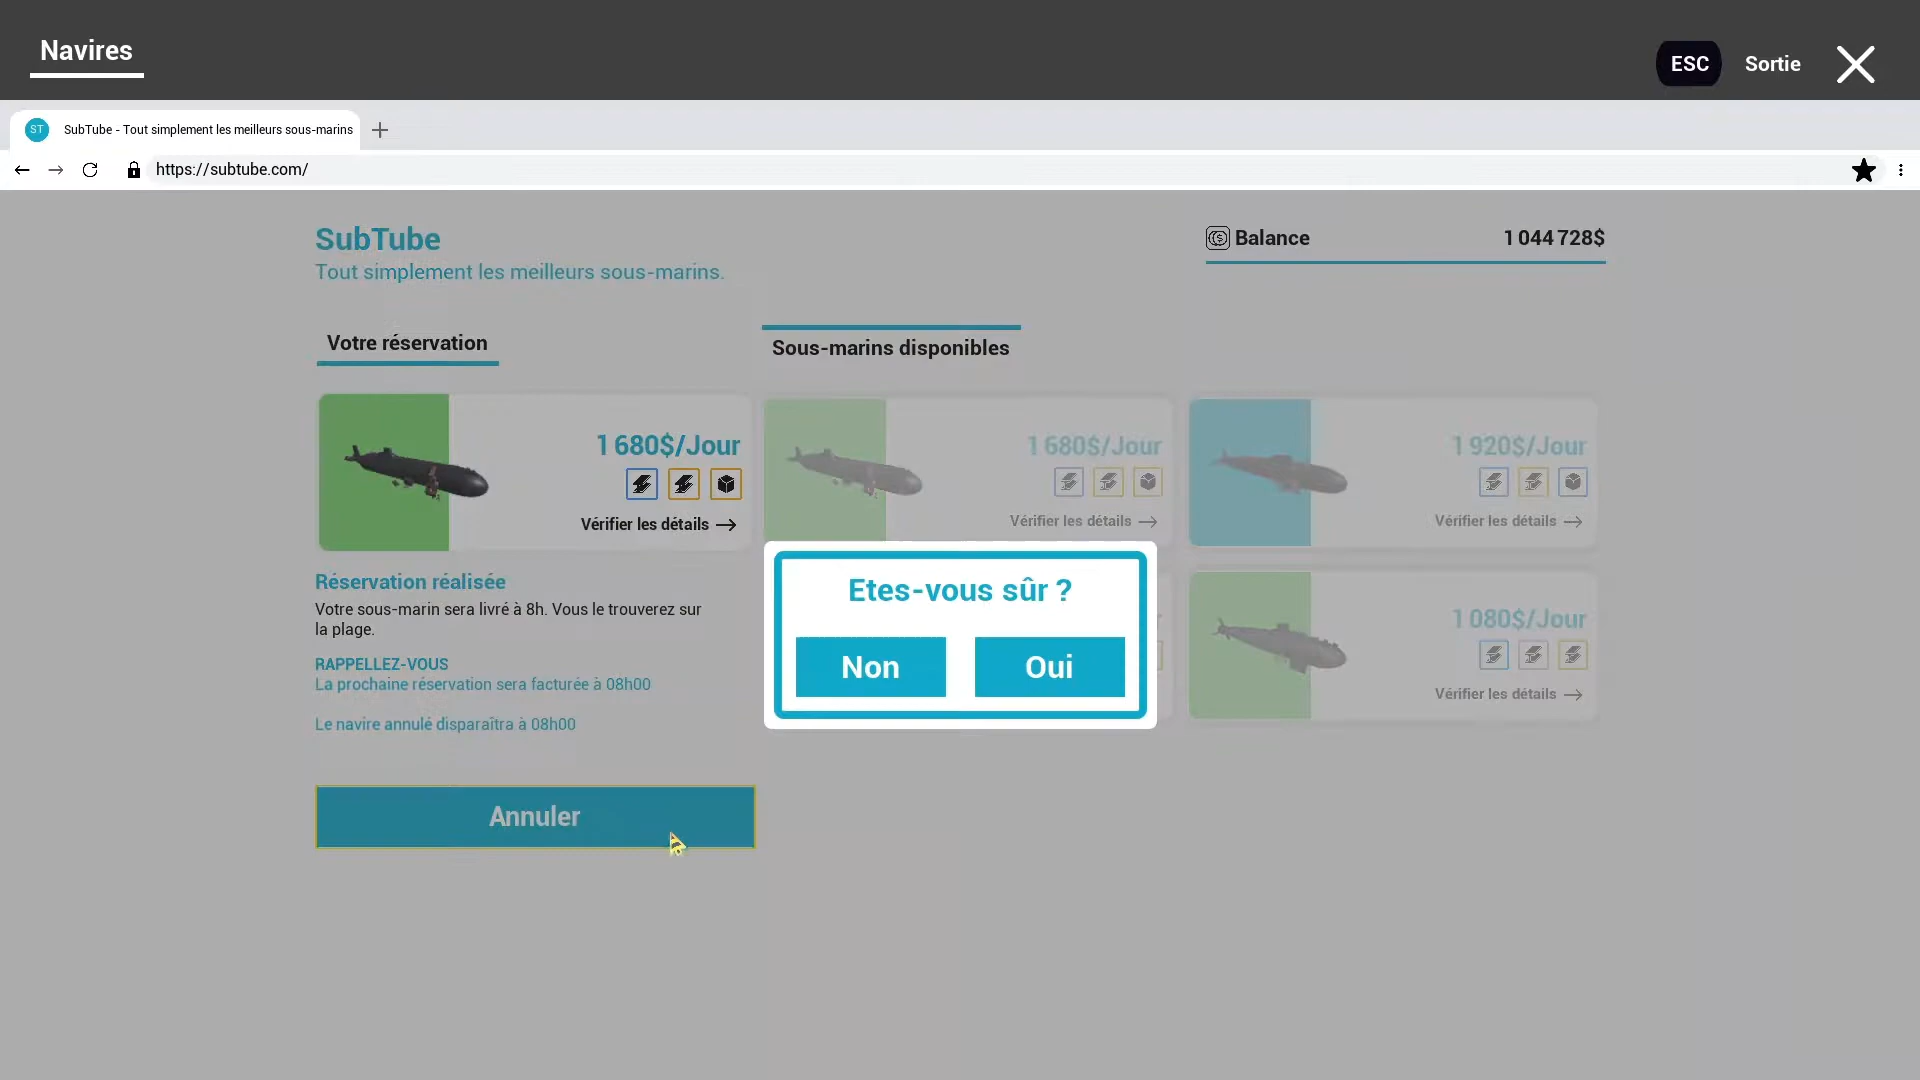 Navires
ESC
Sortie
ST
SubTube - Tout simplement les meilleurs sous-marins
https://subtube.com/
SubTube
Tout simplement les meilleurs sous-marins.
Balance
1 044 728$
Votre réservation
Sous-marins disponibles
1 680$/Jour
Vérifier les détails
1 680$/Jour
Vérifier les détails
1 920$/Jour
Vérifier les détails
Réservation réalisée
Votre sous-marin sera livré à 8h. Vous le trouverez sur
la plage.
RAPPELLEZ-VOUS
La prochaine réservation sera facturée à 08h00
Le navire annulé disparaîtra à 08h00
Etes-vous sûr ?
Non
Oui
1 080$/Jour
Vérifier les détails
Annuler